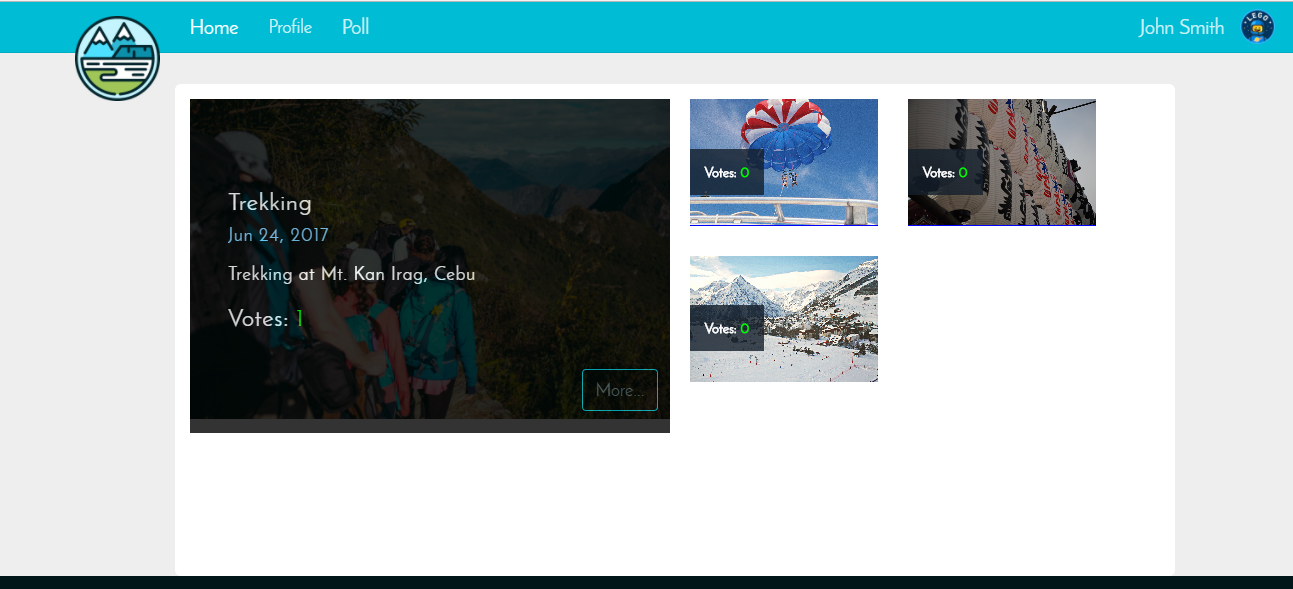 Home Profile Poll John Smith
LEGO
Trekking
Jun 24, 2017
Trekking at Mt. Kan Irag, Cebu
Votes: 1
More...
Votes: 0
Votes: 0
Votes: 0